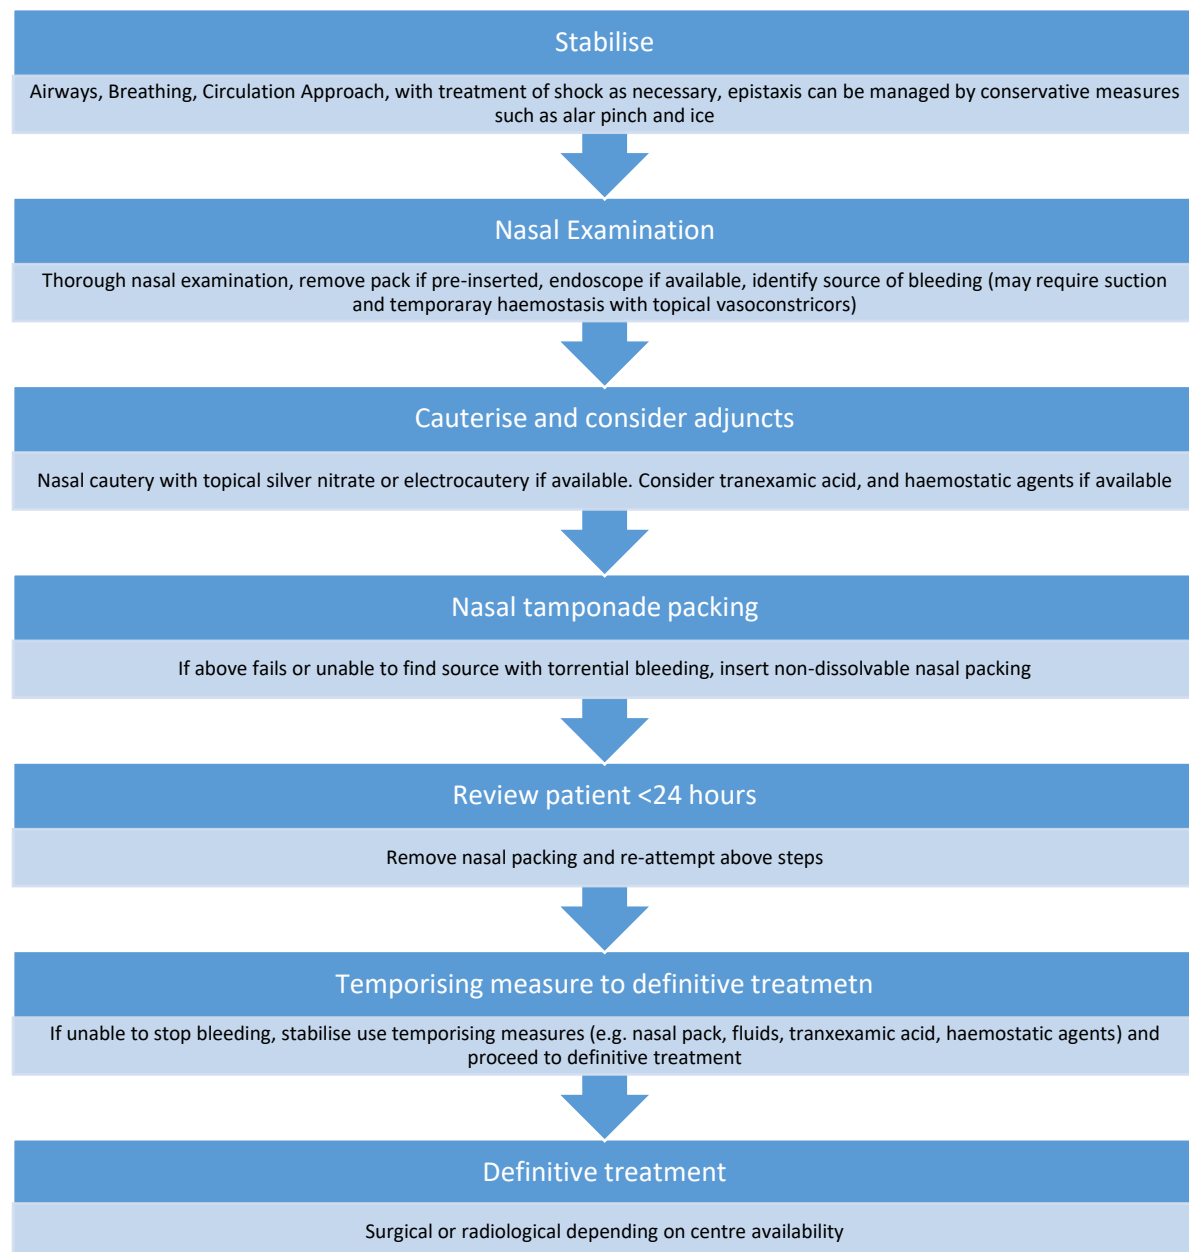 Stabilise
Airways, Breathing, Circulation Approach, with treatment of shock as necessary, epistaxis can be managed by conservative measures
such as alar pinch and ice
Nasal Examination
Thorough nasal examination, remove pack if pre-inserted, endoscope if available, identify source of bleeding (may require suction
and temporaray haemostasis with topical vasoconstricors)
Cauterise and consider adjuncts
Nasal cautery with topical silver nitrate or electrocautery if available. Consider tranexamic acid, and haemostatic agents if available
Nasal tamponade packing
If above fails or unable to find source with torrential bleeding, insert non-dissolvable nasal packing
Review patient <24 hours
Remove nasal packing and re-attempt above steps
Temporising measure to definitive treatmetn
If unable to stop bleeding, stabilise use temporising measures (e.g. nasal pack, fluids, tranxexamic acid, haemostatic agents) and
proceed to definitive treatment
Definitive treatment
Surgical or radiological depending on centre availability